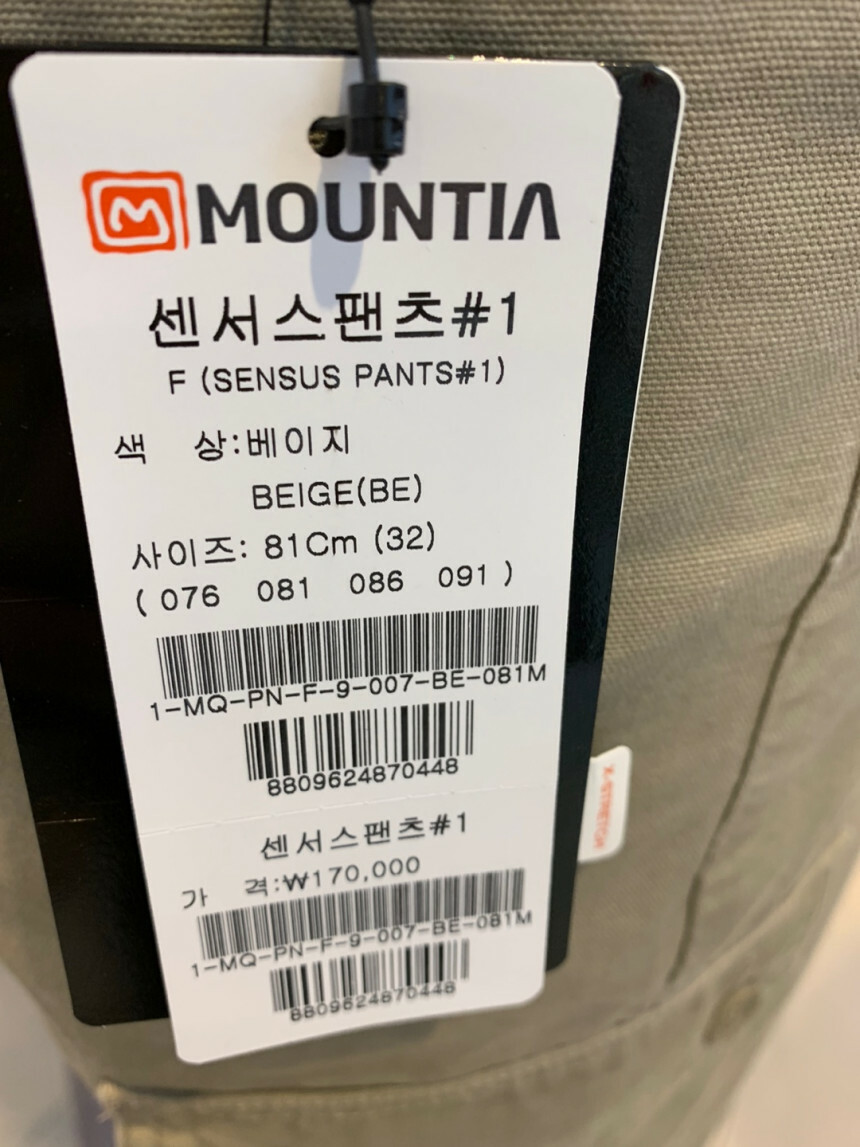 MOUNTIA
센서스팬츠#1
F (SENSUS PANTS#1)
색 상:베이지
BEIGE(BE)
사이즈: 81Cm (32)
( 076 081 086 091 )
1-MQ-PN-F-9-007-BE-081M
8809624870448
센서스팬츠#1
가 격:₩170,000
1-MQ-PN-F-9-007-BE-081M
8809624870448
X-STRETCH